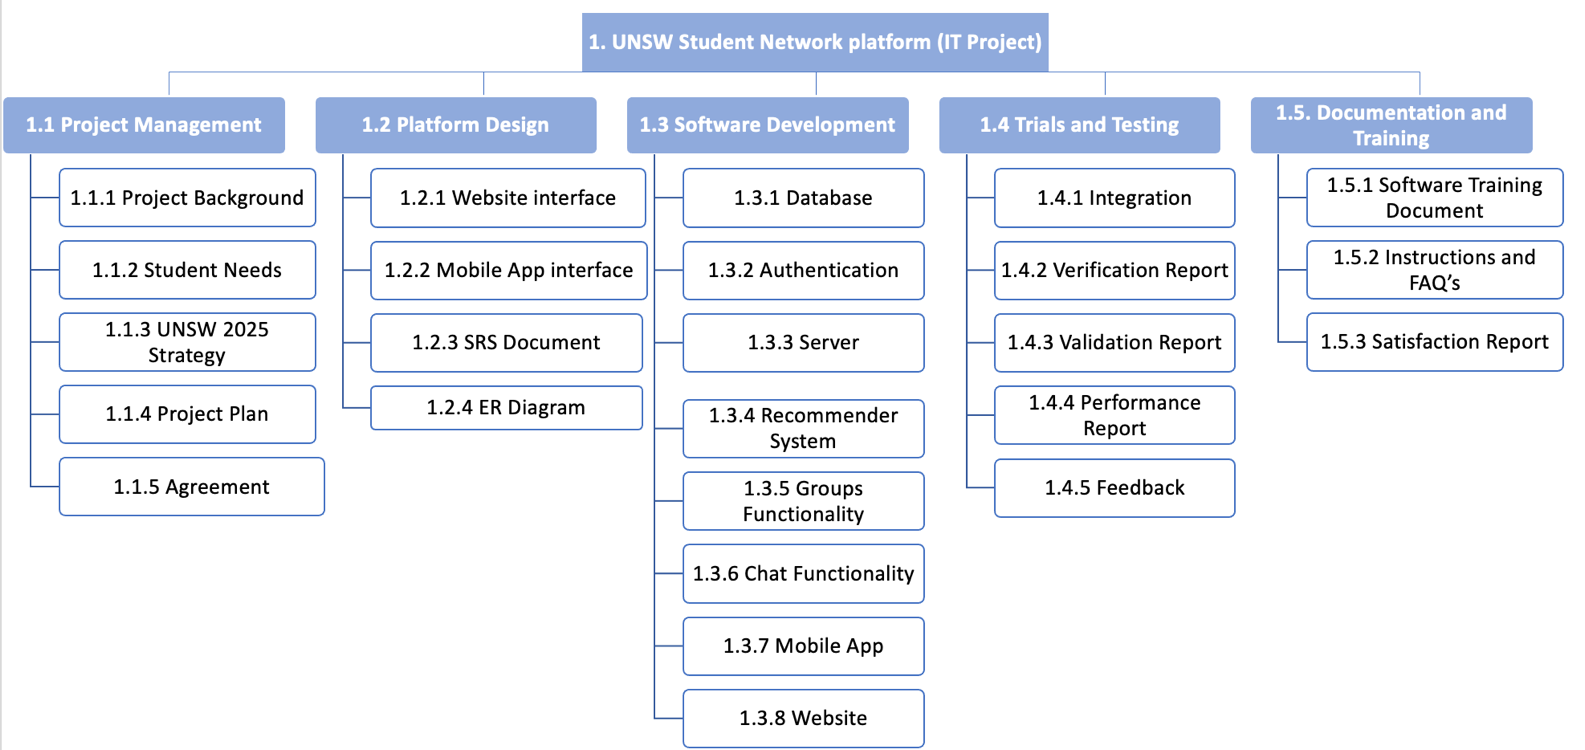 1. UNSW Student Network platform (IT Project)
1.1 Project Management
1.1.1 Project Background
1.1.2 Student Needs
1.1.3 UNSW 2025
Strategy
1.1.4 Project Plan
1.1.5 Agreement
1.2 Platform Design
1.2.1 Website interface
1.2.2 Mobile App interface
1.2.3 SRS Document
1.2.4 ER Diagram
1.3 Software Development
1.3.1 Database
1.3.2 Authentication
1.3.3 Server
1.3.4 Recommender
System
1.3.5 Groups
Functionality
1.3.6 Chat Functionality
1.3.7 Mobile App
1.3.8 Website
1.4 Trials and Testing
1.4.1 Integration
1.4.2 Verification Report
1.4.3 Validation Report
1.4.4 Performance
Report
1.4.5 Feedback
1.5. Documentation and
Training
1.5.1 Software Training
Document
1.5.2 Instructions and
FAQ’s
1.5.3 Satisfaction Report